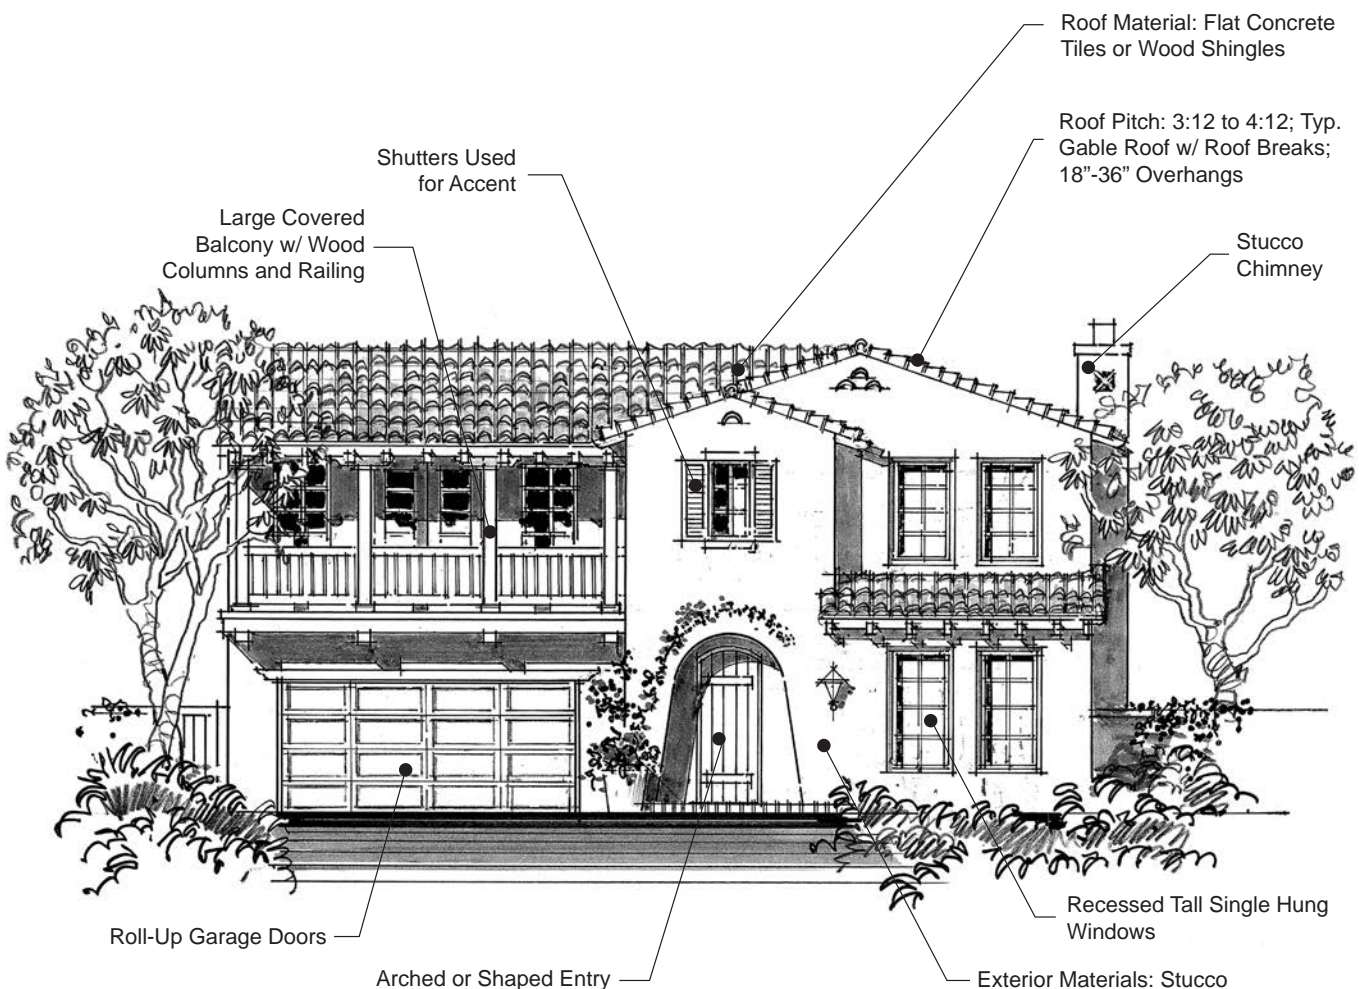 Roof Material: Flat Concrete
Tiles or Wood Shingles
Roof Pitch: 3:12 to 4:12; Typ.
Gable Roof w/ Roof Breaks;
18”-36” Overhangs
Shutters Used
for Accent
Large Covered
Balcony w/ Wood
Columns and Railing
Stucco
Chimney
Recessed Tall Single Hung
Windows
Roll-Up Garage Doors
Arched or Shaped Entry
Exterior Materials: Stucco